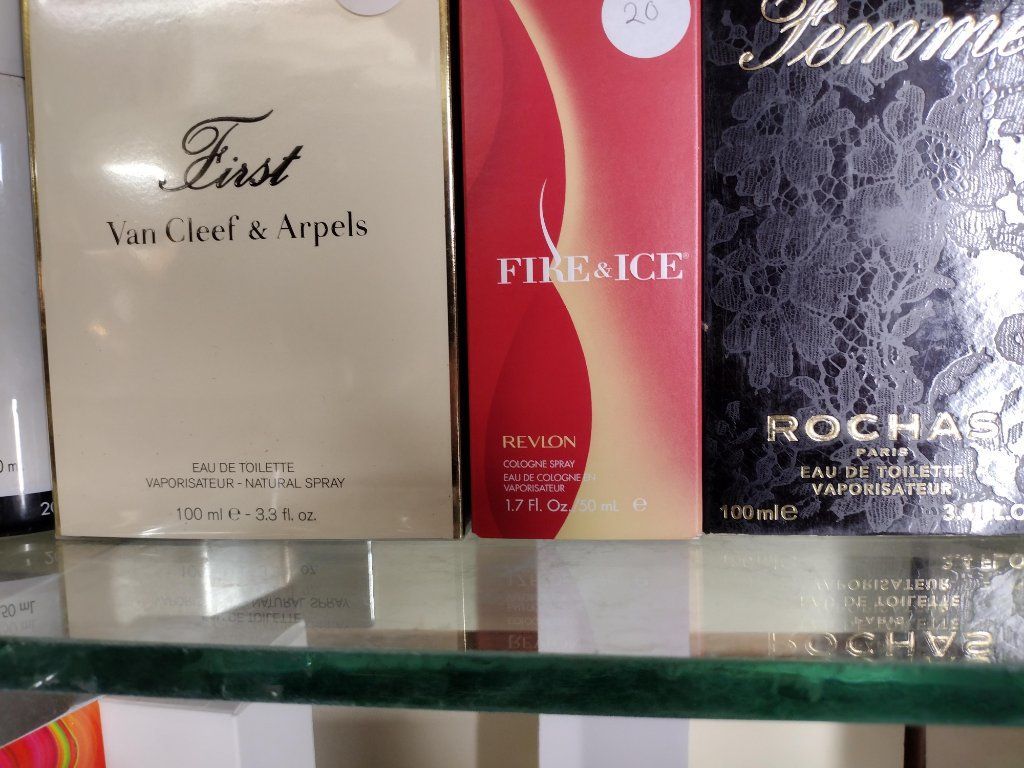 First
Van Cleef & Arpels
EAU DE TOILETTE
VAPORISATEUR - NATURAL SPRAY
100 ml e - 3.3 fl. oz.
20
FIRE & ICE®
REVLON
COLOGNE SPRAY
EAU DE COLOGNE EN
VAPORISATEUR
1.7 Fl. Oz./50 mL e
Femme
ROCHAS
PARIS
EAU DE TOILETTE
VAPORISATEUR
100 ml e